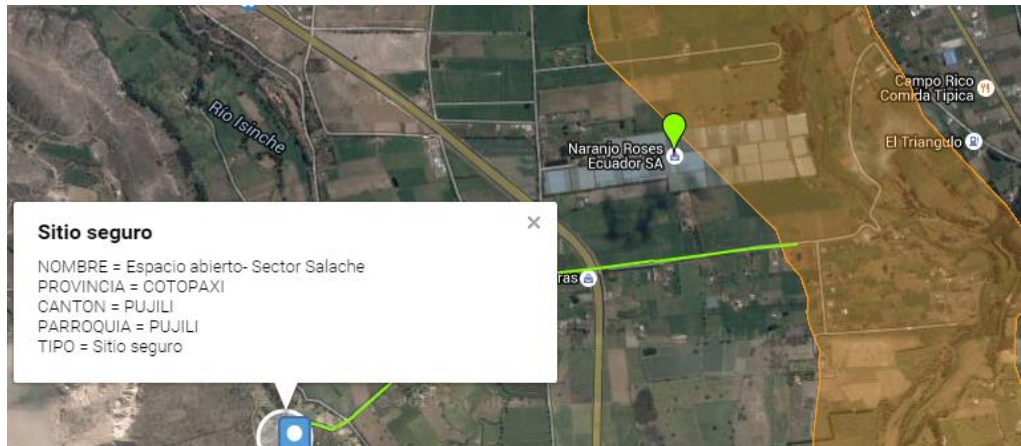 Río Isinche
Campo Rico
Comida Típica
El Triangulo
Naranjo Roses
Ecuador SA
Sitio seguro
×
NOMBRE = Espacio abierto- Sector Salache
PROVINCIA = COTOPAXI
CANTON = PUJILI
PARROQUIA = PUJILI
TIPO = Sitio seguro
ras